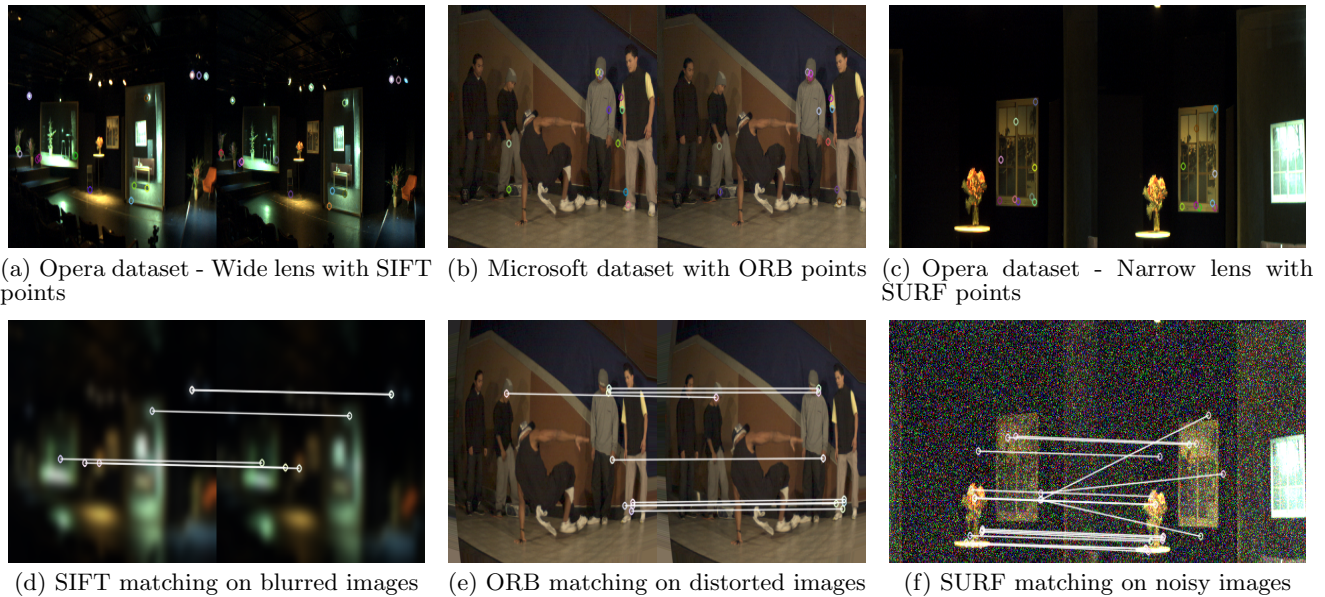 (a) Opera dataset - Wide lens with SIFT
points
(b) Microsoft dataset with ORB points
(c) Opera dataset - Narrow lens with
SURF points
(d) SIFT matching on blurred images
(e) ORB matching on distorted images
(f) SURF matching on noisy images